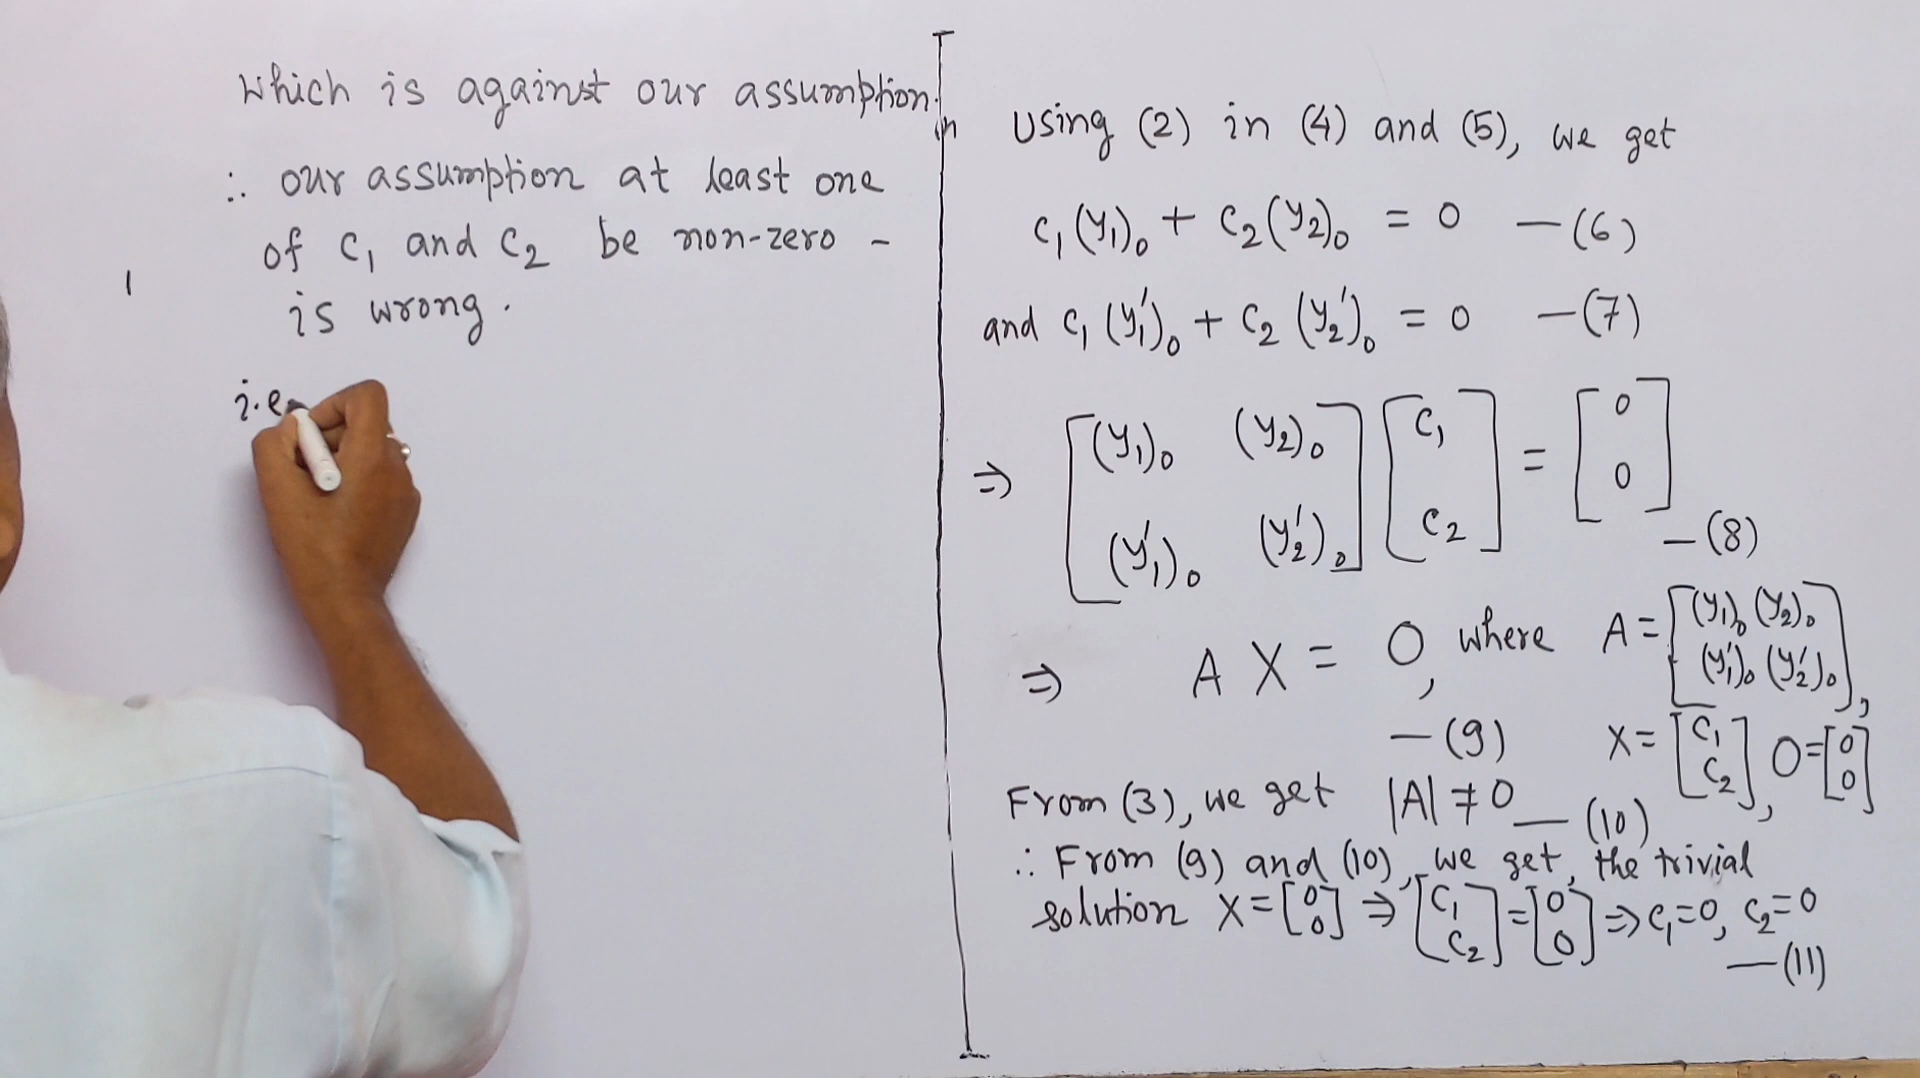 which is against our assumption.
∴ our assumption at least one
of c₁ and c₂ be non-zero -
is wrong.
i.e
Using (2) in (4) and (5), we get
c₁(y₁)₀ + c₂(y₂)₀ = 0 —(6)
and c₁(y₁′)₀ + c₂(y₂′)₀ = 0 —(7)
⇒ [(y₁)₀ (y₂)₀; (y₁′)₀ (y₂′)₀] [c₁; c₂] = [0; 0]
—(8)
⇒ A X = O, where A = [(y₁)₀ (y₂)₀; (y₁′)₀ (y₂′)₀],
—(9) X = [c₁; c₂], O = [0; 0]
From (3), we get |A| ≠ 0 — (10)
∴ From (9) and (10), we get, the trivial
solution X = [0; 0] ⇒ [c₁; c₂] = [0; 0] ⇒ c₁=0, c₂=0
—(11)